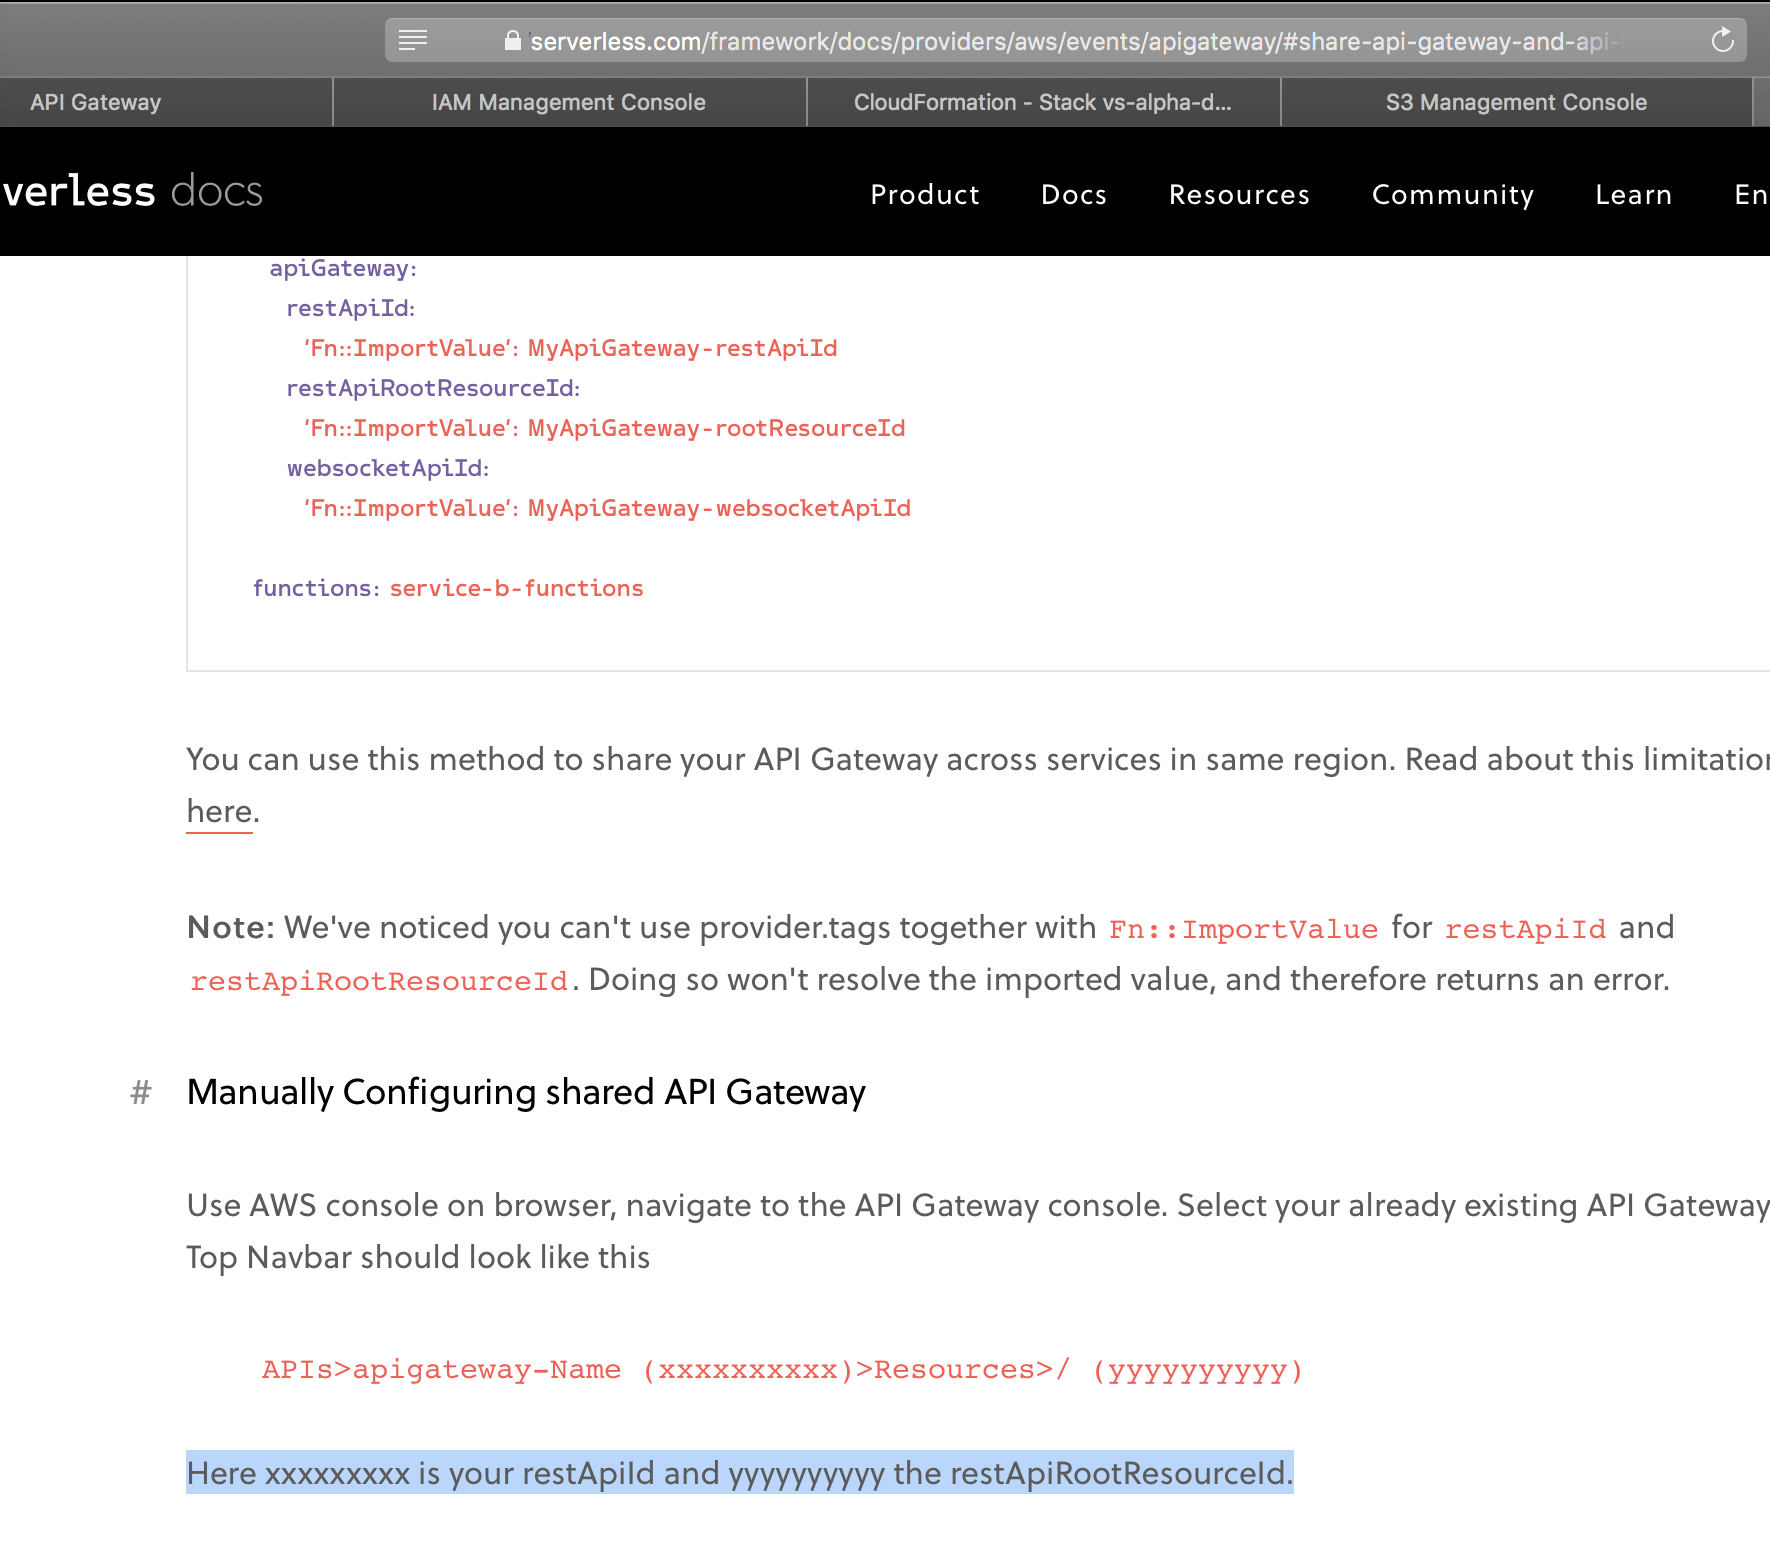 serverless.com/framework/docs/providers/aws/events/apigateway/#share-api-gateway-and-api-
API Gateway
IAM Management Console
CloudFormation - Stack vs-alpha-d...
S3 Management Console
verless docs
Product Docs Resources Community Learn En
apiGateway:
restApiId:
'Fn::ImportValue': MyApiGateway-restApiId
restApiRootResourceId:
'Fn::ImportValue': MyApiGateway-rootResourceId
websocketApiId:
'Fn::ImportValue': MyApiGateway-websocketApiId
functions: service-b-functions
You can use this method to share your API Gateway across services in same region. Read about this limitation
here.
Note: We've noticed you can't use provider.tags together with Fn::ImportValue for restApiId and
restApiRootResourceId. Doing so won't resolve the imported value, and therefore returns an error.
# Manually Configuring shared API Gateway
Use AWS console on browser, navigate to the API Gateway console. Select your already existing API Gateway
Top Navbar should look like this
APIs>apigateway-Name (xxxxxxxxxx)>Resources>/ (yyyyyyyyyy)
Here xxxxxxxxx is your restApiId and yyyyyyyyyy the restApiRootResourceId.